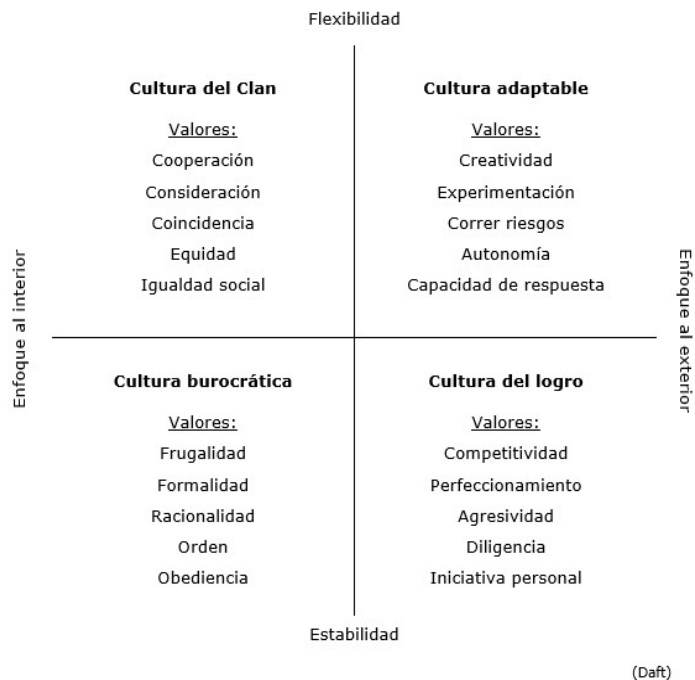 Flexibilidad
Cultura del Clan
Valores:
Cooperación
Consideración
Coincidencia
Equidad
Igualdad social
Cultura adaptable
Valores:
Creatividad
Experimentación
Correr riesgos
Autonomía
Capacidad de respuesta
Enfoque al interior
Enfoque al exterior
Cultura burocrática
Valores:
Frugalidad
Formalidad
Racionalidad
Orden
Obediencia
Cultura del logro
Valores:
Competitividad
Perfeccionamiento
Agresividad
Diligencia
Iniciativa personal
Estabilidad
(Daft)